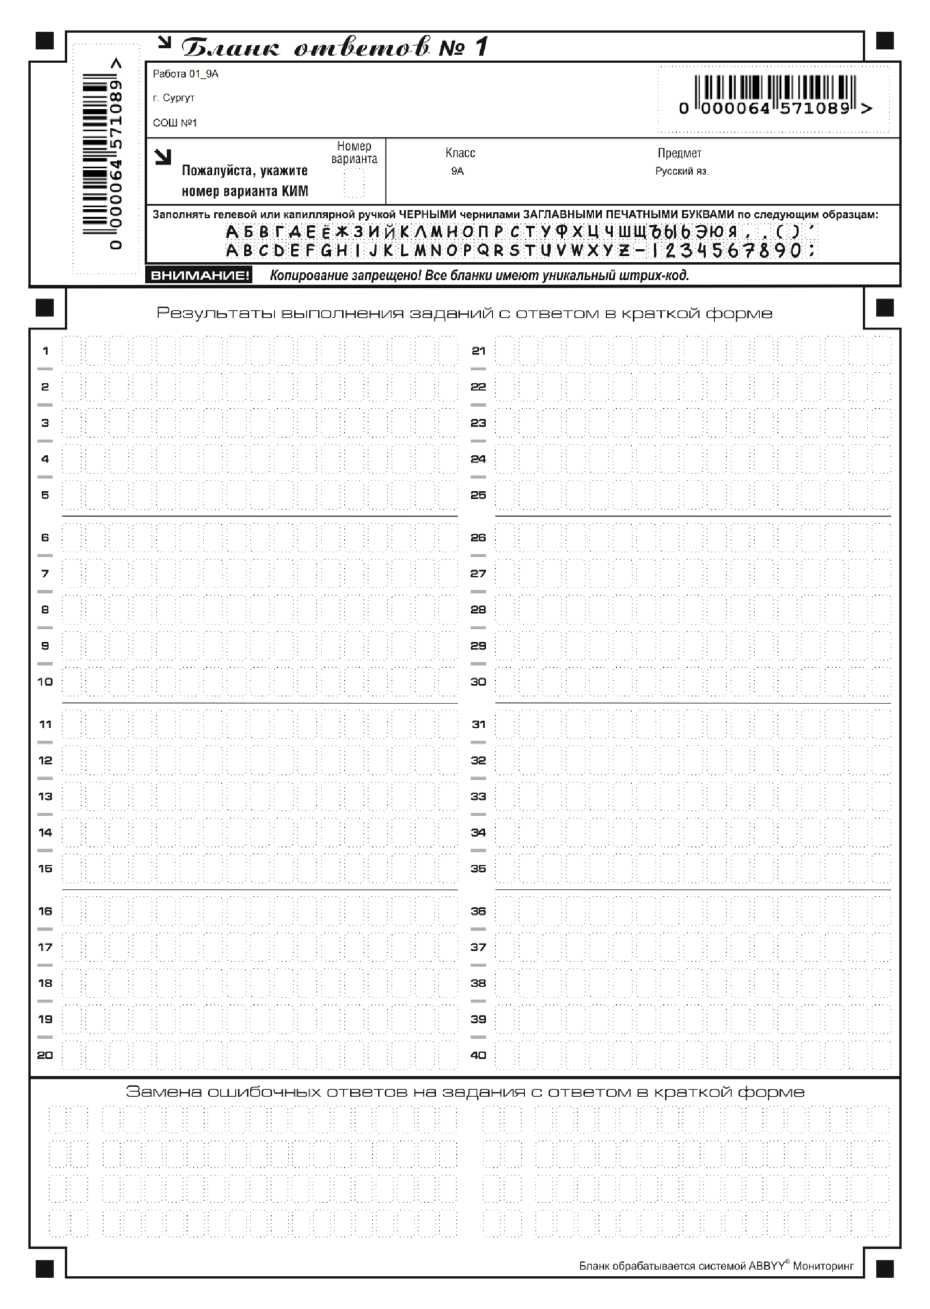 Бланк ответов № 1
Работа 01_9А
г. Сургут
СОШ №1
0 000064 571089 >
0 000064 571089 >
Пожалуйста, укажите
номер варианта КИМ
Номер
варианта
Класс
9А
Предмет
Русский яз.
Заполнять гелевой или капиллярной ручкой ЧЕРНЫМИ чернилами ЗАГЛАВНЫМИ ПЕЧАТНЫМИ БУКВАМИ по следующим образцам:
АБВГДЕЁЖЗИЙКЛМНОПРСТУФХЦЧШЩЪЫЬЭЮЯ,.()'
ABCDEFGHIJKLMNOPQRSTUVWXYZ-1234567890;
ВНИМАНИЕ! Копирование запрещено! Все бланки имеют уникальный штрих-код.
Результаты выполнения заданий с ответом в краткой форме
1 21
2 22
3 23
4 24
5 25
6 26
7 27
8 28
9 29
10 30
11 31
12 32
13 33
14 34
15 35
16 36
17 37
18 38
19 39
20 40
Замена ошибочных ответов на задания с ответом в краткой форме
Бланк обрабатывается системой ABBYY® Мониторинг